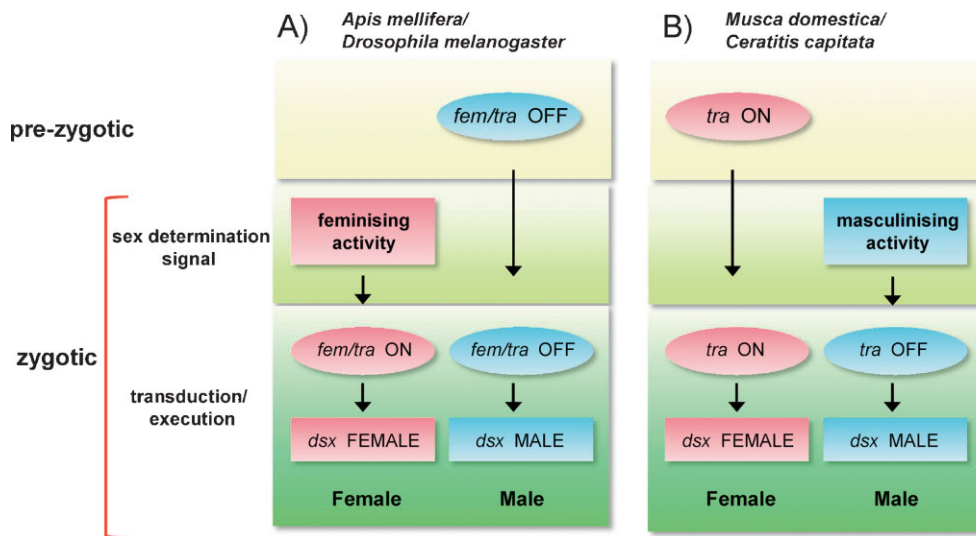 A)
Apis mellifera/
Drosophila melanogaster
B)
Musca domestica/
Ceratitis capitata
pre-zygotic
fem/tra OFF
tra ON
zygotic
sex determination
signal
feminising
activity
masculinising
activity
transduction/
execution
fem/tra ON
fem/tra OFF
tra ON
tra OFF
dsx FEMALE
dsx MALE
dsx FEMALE
dsx MALE
Female
Male
Female
Male